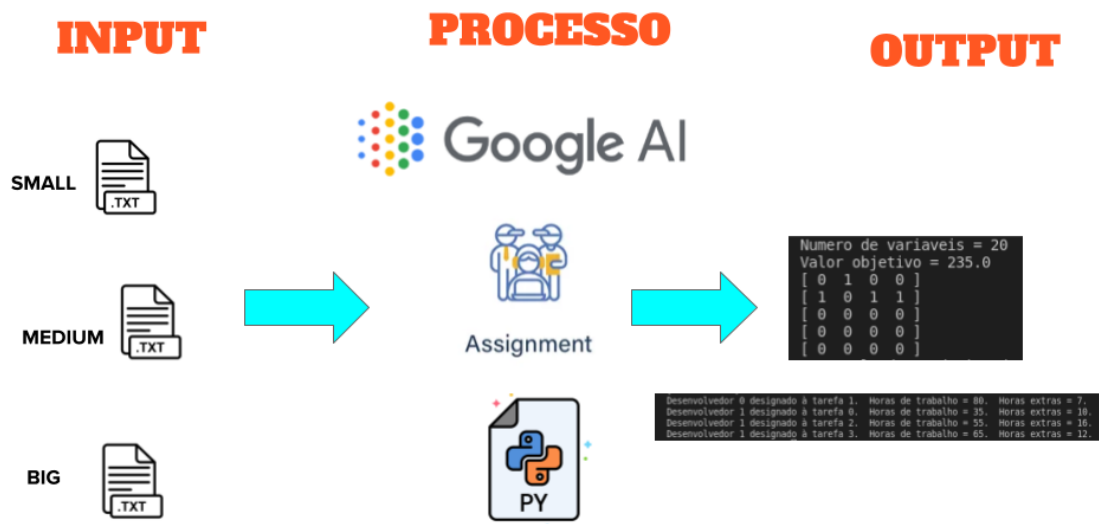 INPUT
PROCESSO
OUTPUT
SMALL
.TXT
MEDIUM
.TXT
BIG
.TXT
Google AI
Assignment
PY
Numero de variaveis = 20
Valor objetivo = 235.0
[ 0 1 0 0 ]
[ 1 0 1 1 ]
[ 0 0 0 0 ]
[ 0 0 0 0 ]
[ 0 0 0 0 ]
Desenvolvedor 0 designado à tarefa 1. Horas de trabalho = 80. Horas extras = 7.
Desenvolvedor 1 designado à tarefa 0. Horas de trabalho = 35. Horas extras = 10.
Desenvolvedor 1 designado à tarefa 2. Horas de trabalho = 55. Horas extras = 16.
Desenvolvedor 1 designado à tarefa 3. Horas de trabalho = 65. Horas extras = 12.